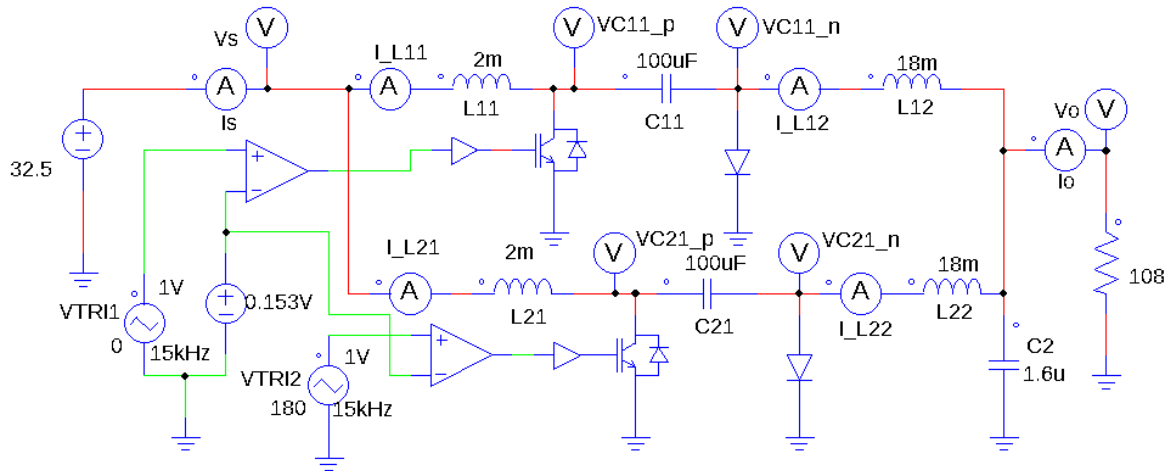 Vs
V
I_L11
2m
V
VC11_p
100uF
V
VC11_n
18m
A
Is
A
L11
C11
A
I_L12
L12
Vo
V
A
Io
32.5
VTRI1
1V
0
15kHz
0.153V
I_L21
A
2m
L21
V
VC21_p
100uF
C21
V
VC21_n
A
I_L22
18m
L22
108
VTRI2
1V
180
15kHz
C2
1.6u